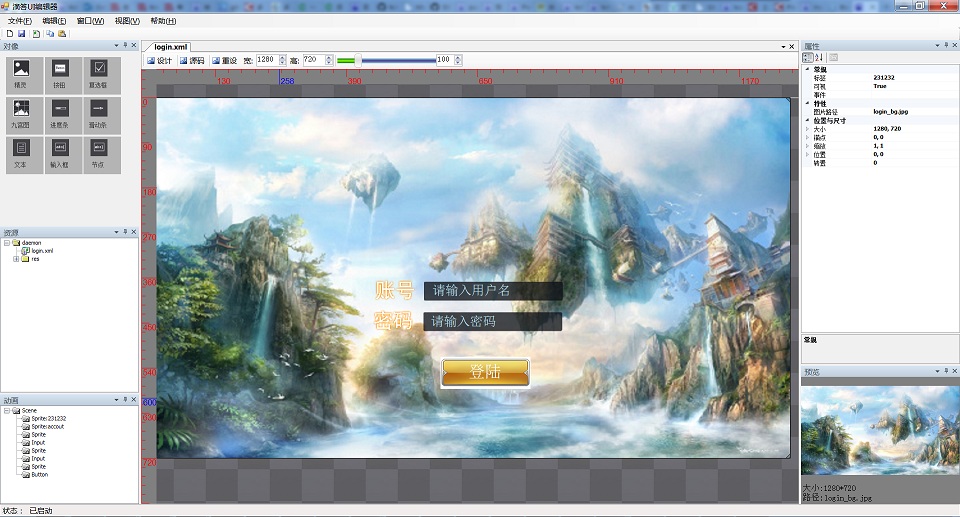 滴答UI编辑器
文件(F) 编辑(E) 窗口(W) 视图(V) 帮助(H)
对像
精灵 按钮 复选框
九宫图 进度条 滑动条
文本 输入框 节点
资源
daemon
login.xml
res
动画
Scene
Sprite:231232
Sprite:accout
Sprite
Input
Sprite
Input
Sprite
Button
状态： 已启动
login.xml
设计 源码 重设 宽: 1280 高: 720 100
130 258 390 650 910 1170
0
90
180
270
360
450
540
600
630
720
账号 请输入用户名
密码 请输入密码
登陆
属性
常规
标签 231232
可视 True
事件
特性
图片路径 login_bg.jpg
位置与尺寸
大小 1280, 720
锚点 0, 0
缩放 1, 1
位置 0, 0
转置 0
常规
预览
大小:1280*720
路径:login_bg.jpg